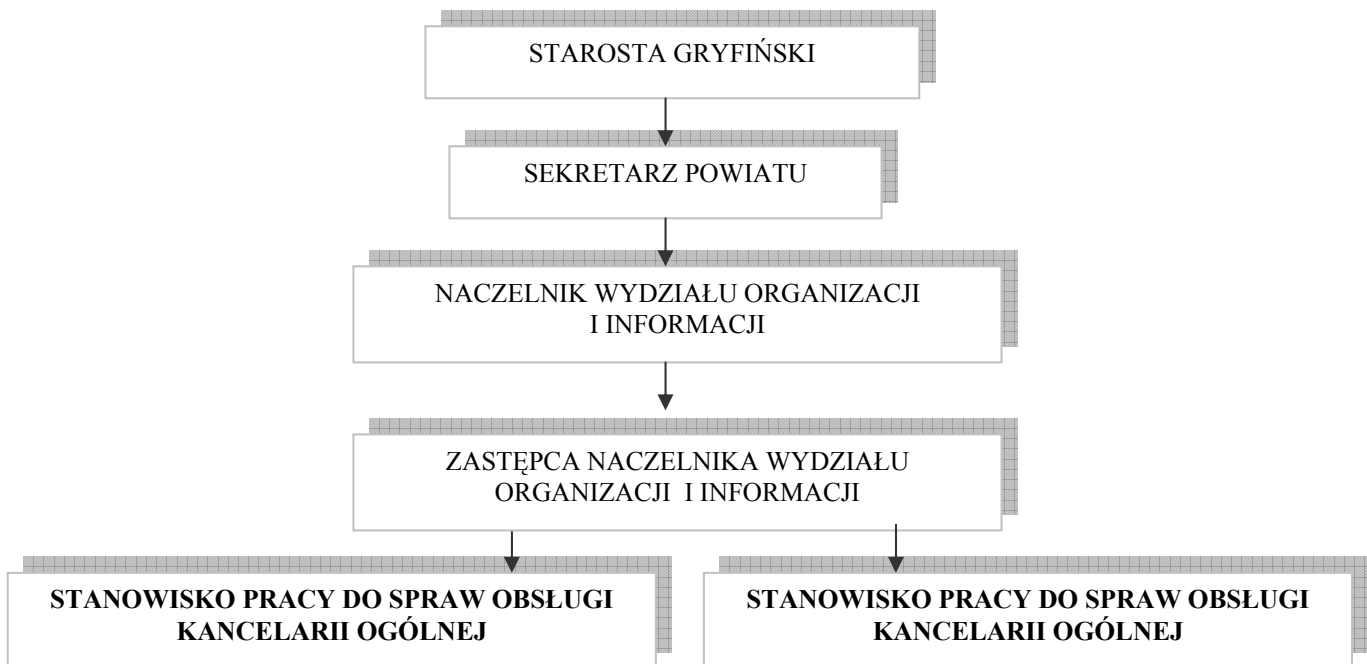 STAROSTA GRYFIŃSKI
SEKRETARZ POWIATU
NACZELNIK WYDZIAŁU ORGANIZACJI
I INFORMACJI
ZASTĘPCA NACZELNIKA WYDZIAŁU
ORGANIZACJI I INFORMACJI
STANOWISKO PRACY DO SPRAW OBSŁUGI
KANCELARII OGÓLNEJ
STANOWISKO PRACY DO SPRAW OBSŁUGI
KANCELARII OGÓLNEJ